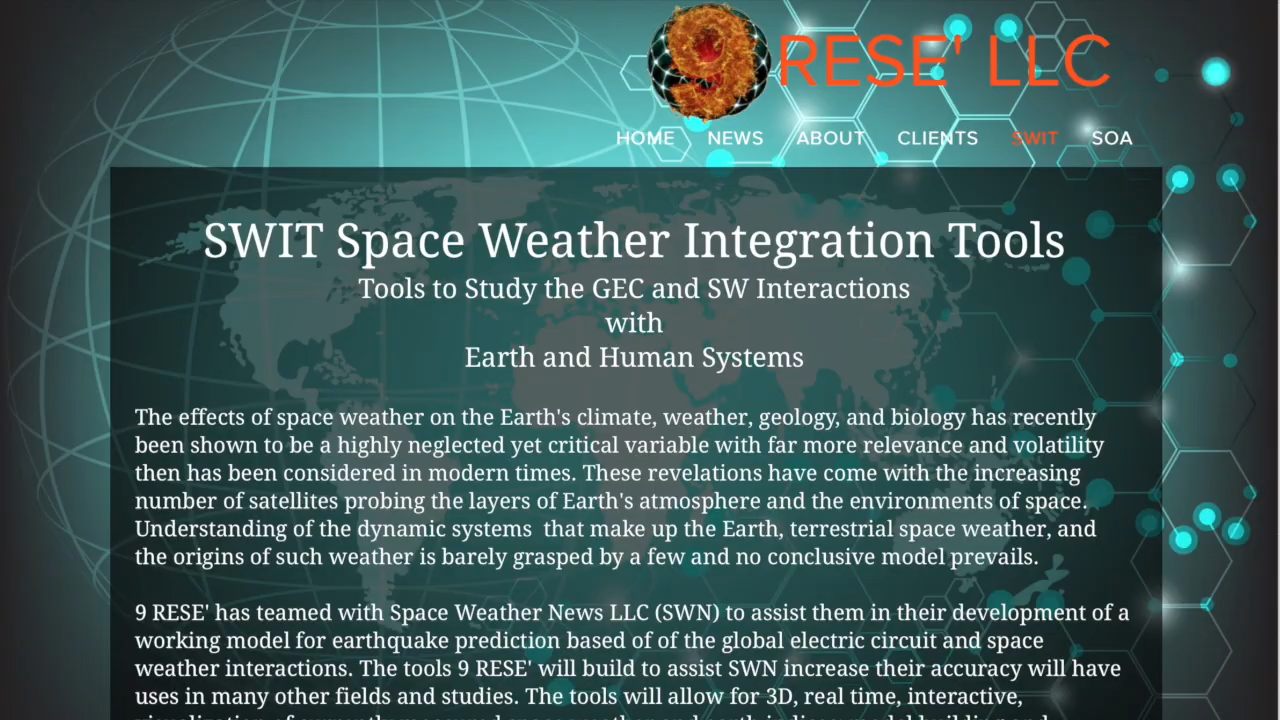 9 RESE' LLC
HOME NEWS ABOUT CLIENTS SWIT SOA
SWIT Space Weather Integration Tools
Tools to Study the GEC and SW Interactions
with
Earth and Human Systems
The effects of space weather on the Earth's climate, weather, geology, and biology has recently
been shown to be a highly neglected yet critical variable with far more relevance and volatility
then has been considered in modern times. These revelations have come with the increasing
number of satellites probing the layers of Earth's atmosphere and the environments of space.
Understanding of the dynamic systems  that make up the Earth, terrestrial space weather, and
the origins of such weather is barely grasped by a few and no conclusive model prevails.
9 RESE' has teamed with Space Weather News LLC (SWN) to assist them in their development of a
working model for earthquake prediction based of of the global electric circuit and space
weather interactions. The tools 9 RESE' will build to assist SWN increase their accuracy will have
uses in many other fields and studies. The tools will allow for 3D, real time, interactive,